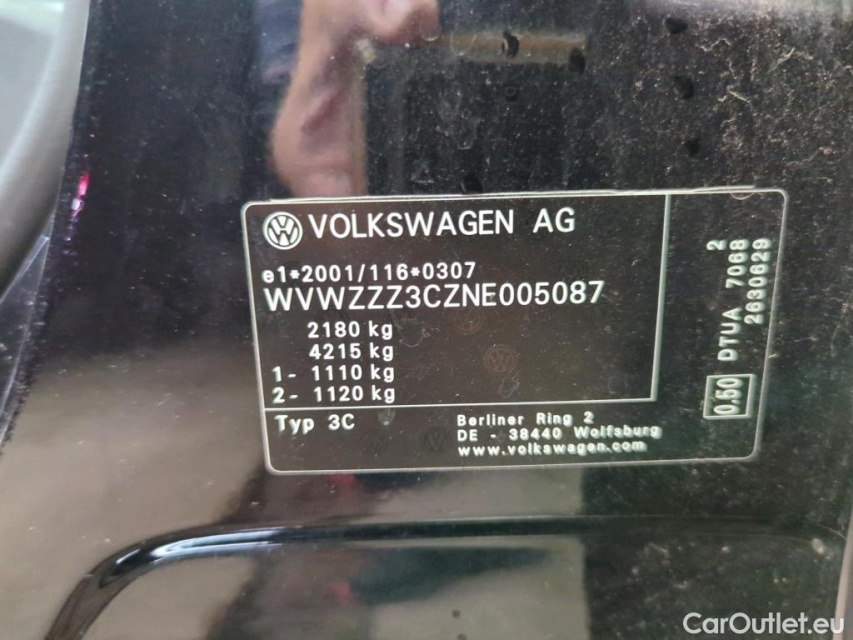 VOLKSWAGEN AG
e1*2001/116*0307
WVWZZZ3CZNE005087
2180 kg
4215 kg
1- 1110 kg
2- 1120 kg
Typ 3C
Berliner Ring 2
DE - 38440 Wolfsburg
www.volkswagen.com
0.50
DTUA 7068 2
2630629
CarOutlet.eu